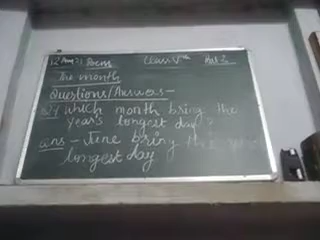 Poem Class-Vth
The month
Questions/Answers-
which month bring the
year's longest day?
ans- June bring the year
longest day